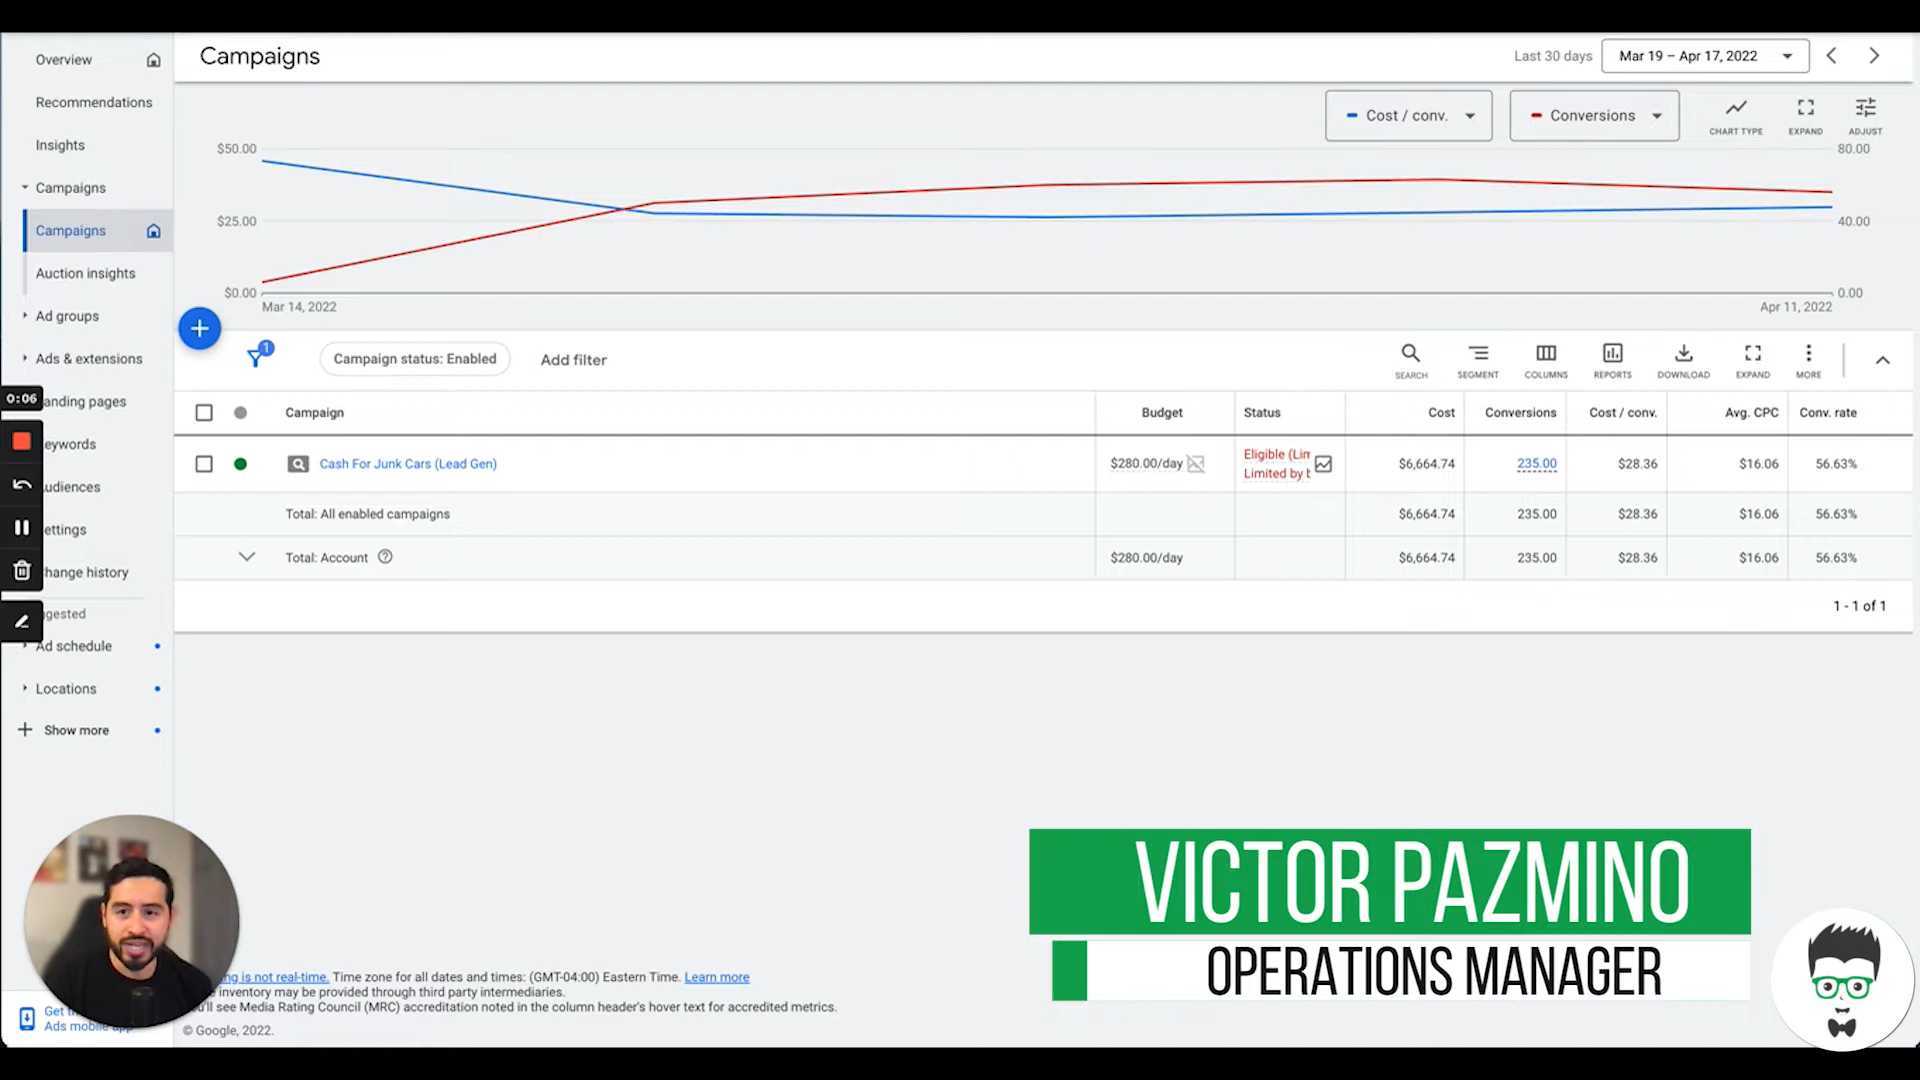 Overview
Recommendations
Insights
Campaigns
Campaigns
Auction insights
Ad groups
Ads & extensions
0:06
anding pages
eywords
udiences
ettings
hange history
gested
Ad schedule
Locations
Show more
Campaigns
Last 30 days
Mar 19 – Apr 17, 2022
Cost / conv.
Conversions
CHART TYPE
EXPAND
ADJUST
$50.00
80.00
$25.00
40.00
$0.00
0.00
Mar 14, 2022
Apr 11, 2022
1
Campaign status: Enabled
Add filter
SEARCH
SEGMENT
COLUMNS
REPORTS
DOWNLOAD
EXPAND
MORE
Campaign Budget Status Cost Conversions Cost / conv. Avg. CPC Conv. rate
Cash For Junk Cars (Lead Gen) $280.00/day Eligible (Lim $6,664.74 235.00 $28.36 $16.06 56.63%
Limited by b
Total: All enabled campaigns $6,664.74 235.00 $28.36 $16.06 56.63%
Total: Account $280.00/day $6,664.74 235.00 $28.36 $16.06 56.63%
1 - 1 of 1
VICTOR PAZMINO
OPERATIONS MANAGER
ng is not real-time. Time zone for all dates and times: (GMT-04:00) Eastern Time. Learn more
inventory may be provided through third party intermediaries.
'll see Media Rating Council (MRC) accreditation noted in the column header's hover text for accredited metrics.
© Google, 2022.
Get th
Ads mobile app